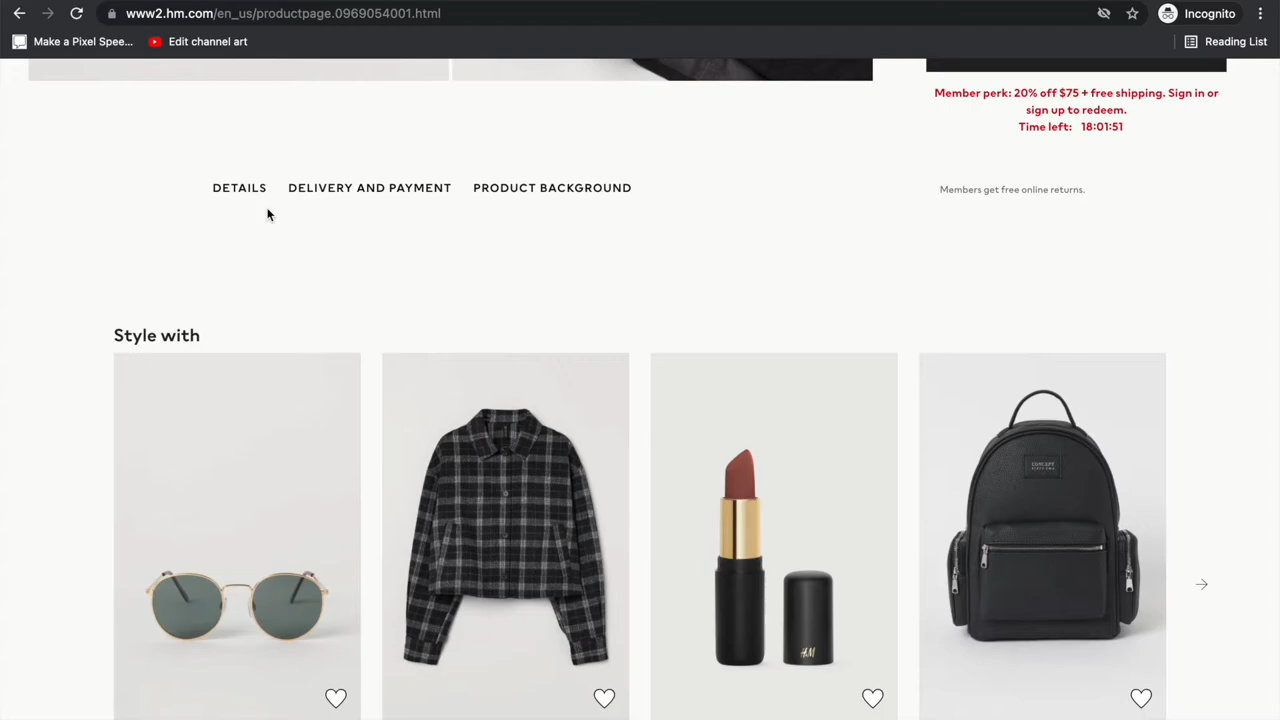 www2.hm.com/en_us/productpage.0969054001.html
Incognito
Make a Pixel Spee...
Edit channel art
Reading List
Member perk: 20% off $75 + free shipping. Sign in or
sign up to redeem.
Time left: 18:01:51
DETAILS
DELIVERY AND PAYMENT
PRODUCT BACKGROUND
Members get free online returns.
Style with
H&M
CONCEPT